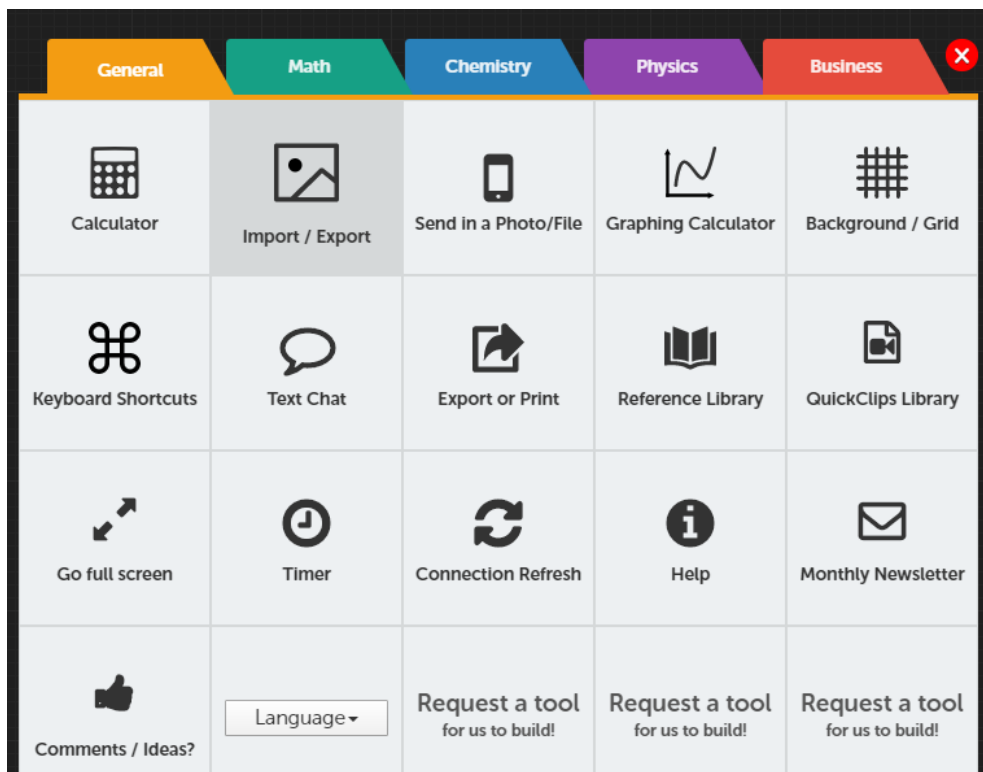 General
Math
Chemistry
Physics
Business
Calculator
Import / Export
Send in a Photo/File
Graphing Calculator
Background / Grid
Keyboard Shortcuts
Text Chat
Export or Print
Reference Library
QuickClips Library
Go full screen
Timer
Connection Refresh
Help
Monthly Newsletter
Comments / Ideas?
Language
Request a tool
for us to build!
Request a tool
for us to build!
Request a tool
for us to build!